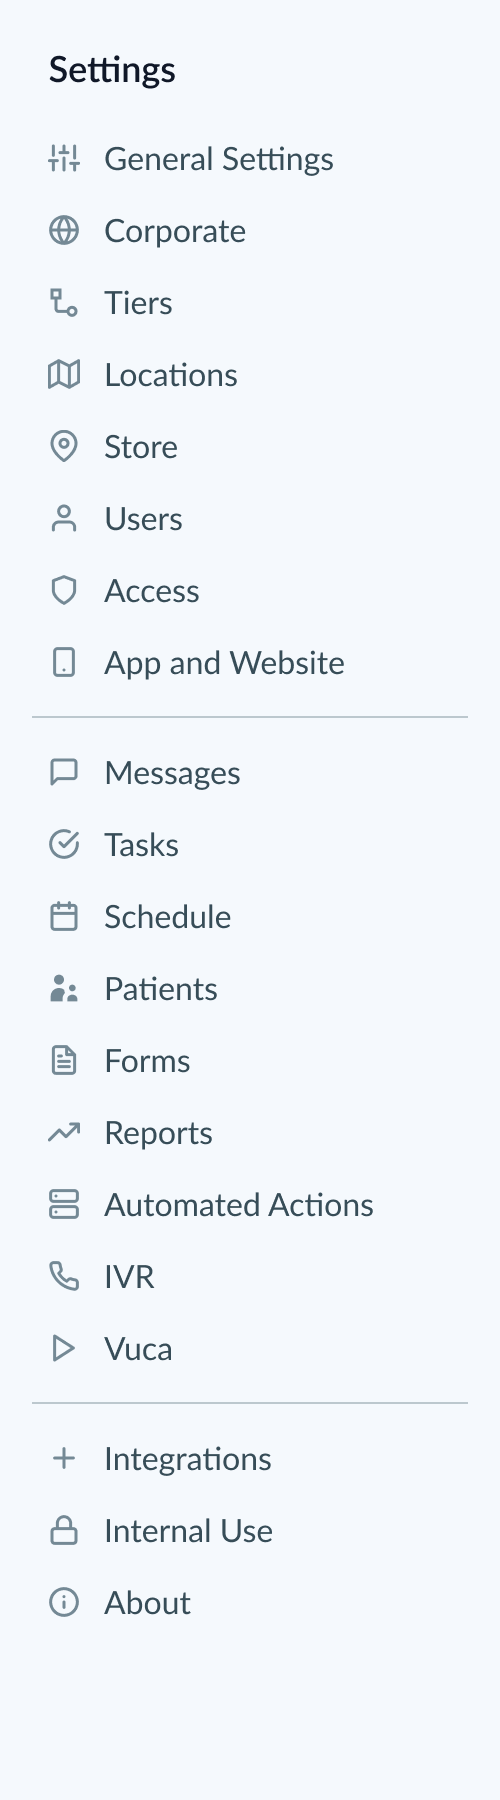 Settings
General Settings
Corporate
Tiers
Locations
Store
Users
Access
App and Website
Messages
Tasks
Schedule
Patients
Forms
Reports
Automated Actions
IVR
Vuca
Integrations
Internal Use
About